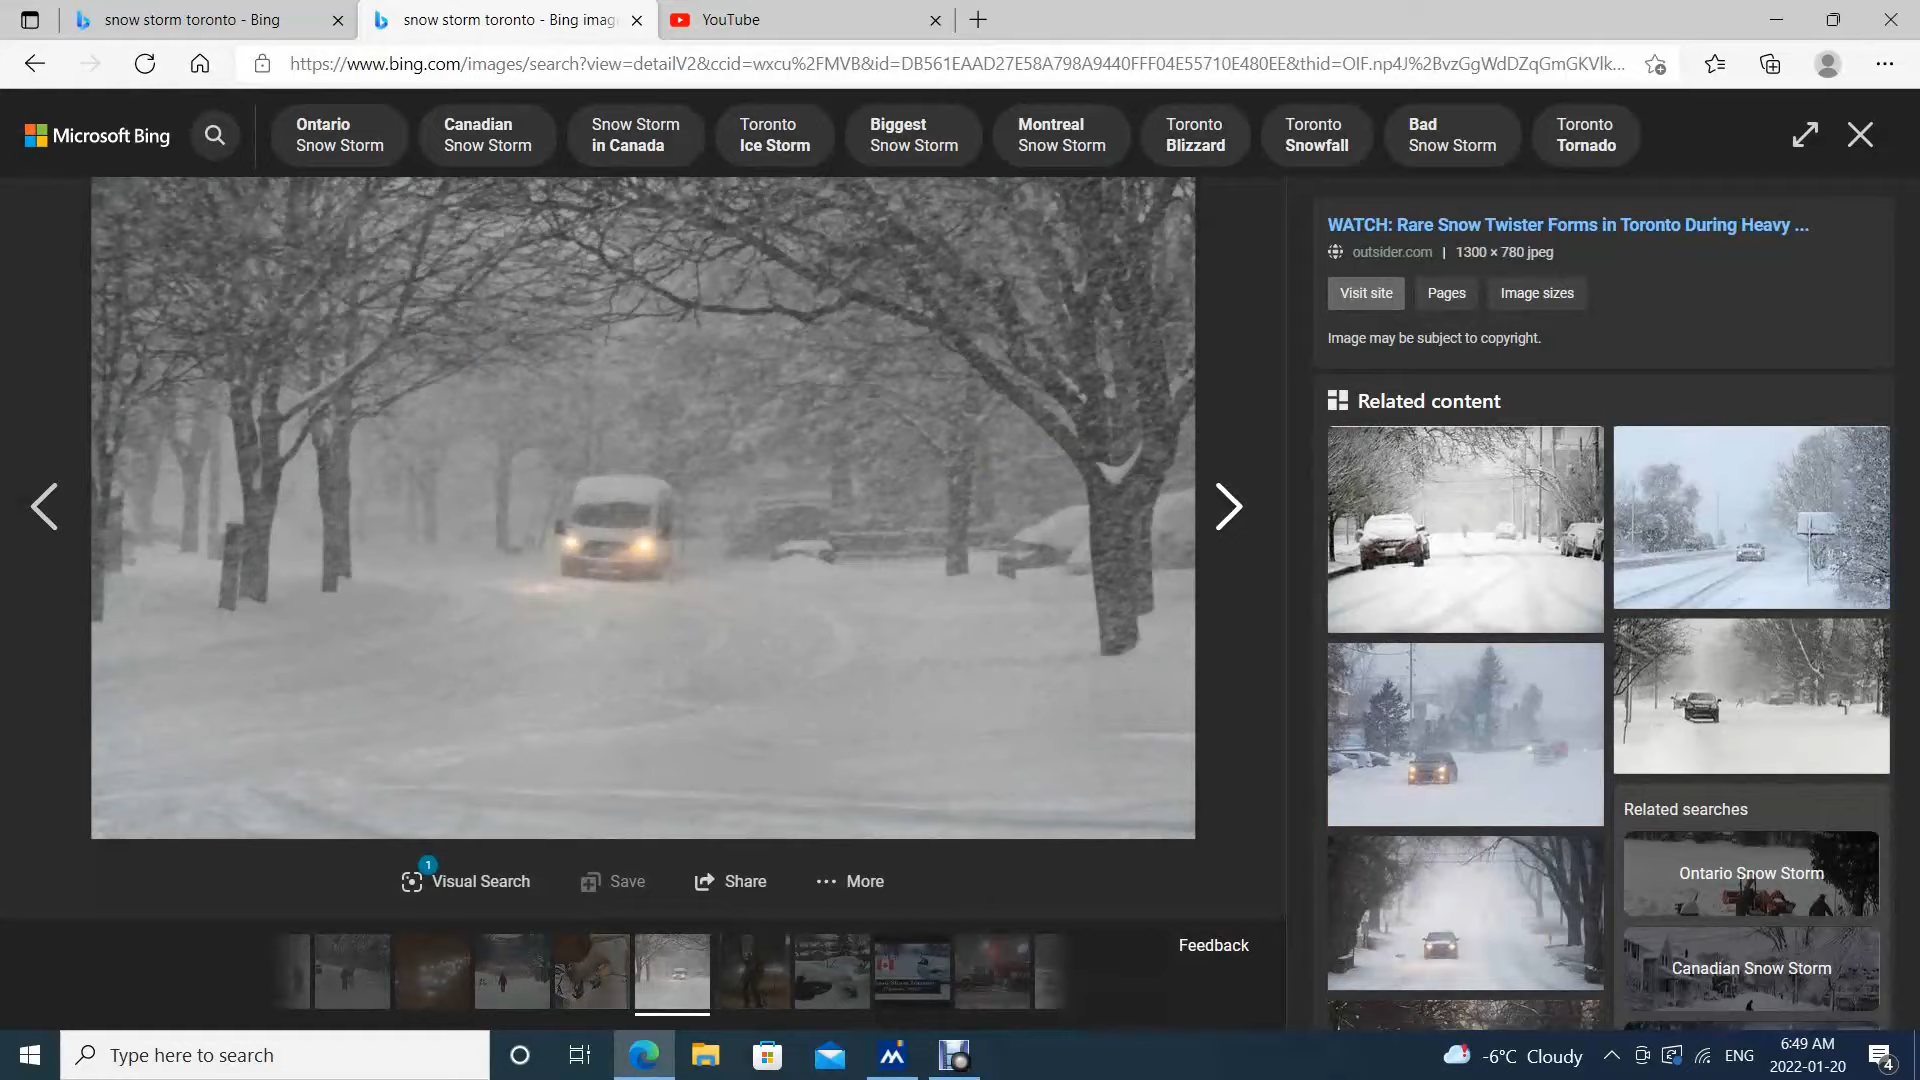 snow storm toronto - Bing
snow storm toronto - Bing imag
YouTube
https://www.bing.com/images/search?view=detailV2&ccid=wxcu%2FMVB&id=DB561EAAD27E58A798A9440FFF04E55710E480EE&thid=OIF.np4J%2BvzGgWdDZqGmGKVlk...
Microsoft Bing
Ontario
Snow Storm
Canadian
Snow Storm
Snow Storm
in Canada
Toronto
Ice Storm
Biggest
Snow Storm
Montreal
Snow Storm
Toronto
Blizzard
Toronto
Snowfall
Bad
Snow Storm
Toronto
Tornado
WATCH: Rare Snow Twister Forms in Toronto During Heavy ...
outsider.com | 1300 × 780 jpeg
Visit site
Pages
Image sizes
Image may be subject to copyright.
Related content
Related searches
Ontario Snow Storm
Canadian Snow Storm
1
Visual Search
Save
Share
More
Feedback
Type here to search
-6°C Cloudy
ENG
6:49 AM
2022-01-20
4